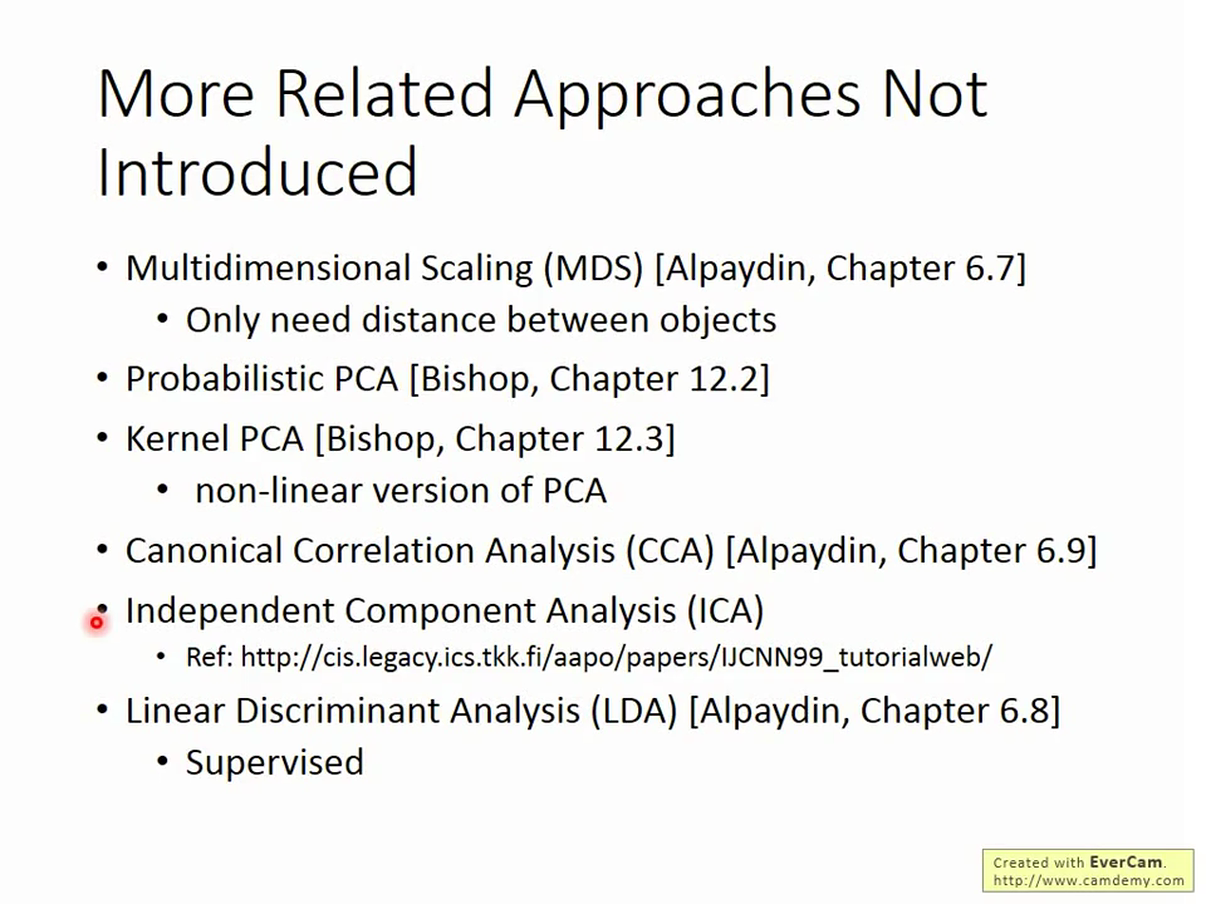 More Related Approaches Not
Introduced
• Multidimensional Scaling (MDS) [Alpaydin, Chapter 6.7]
• Only need distance between objects
• Probabilistic PCA [Bishop, Chapter 12.2]
• Kernel PCA [Bishop, Chapter 12.3]
• non-linear version of PCA
• Canonical Correlation Analysis (CCA) [Alpaydin, Chapter 6.9]
• Independent Component Analysis (ICA)
• Ref: http://cis.legacy.ics.tkk.fi/aapo/papers/IJCNN99_tutorialweb/
• Linear Discriminant Analysis (LDA) [Alpaydin, Chapter 6.8]
• Supervised
Created with EverCam.
http://www.camdemy.com